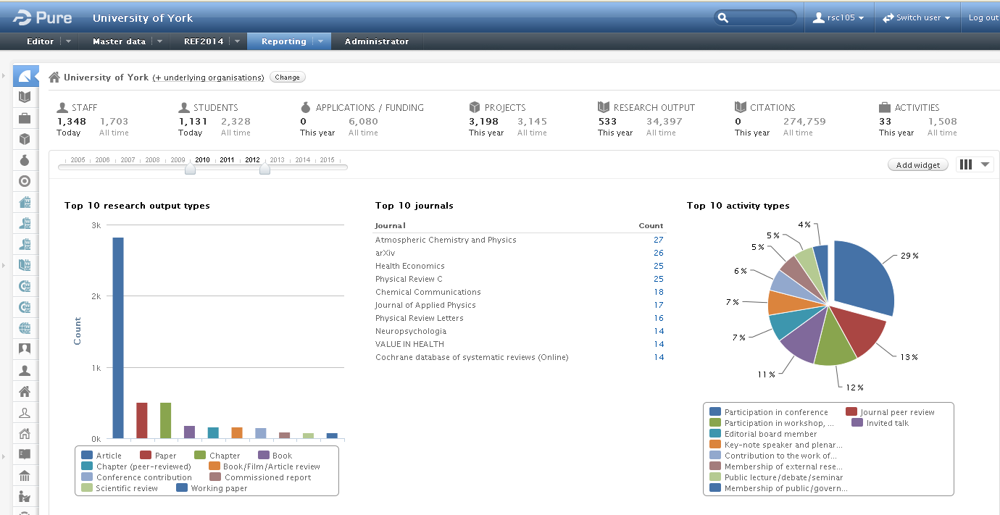 Pure University of York rsc105 Switch user Log out
Editor Master data REF2014 Reporting Administrator
University of York (+ underlying organisations) Change
STAFF STUDENTS APPLICATIONS / FUNDING PROJECTS RESEARCH OUTPUT CITATIONS ACTIVITIES
1,348 1,703 1,131 2,328 0 6,080 3,198 3,145 533 34,397 0 274,759 33 1,508
Today All time Today All time This year All time This year All time This year All time This year All time This year All time
2005 2006 2007 2008 2009 2010 2011 2012 2013 2014 2015
Add widget
REF
REF
REF
REF
REF
REF
REF
Top 10 research output types
3k
2k
1k
0k
Count
Article Paper Chapter Book
Chapter (peer-reviewed) Book/Film/Article review
Conference contribution Commissioned report
Scientific review Working paper
Top 10 journals
Journal Count
Atmospheric Chemistry and Physics 27
arXiv 26
Health Economics 25
Physical Review C 25
Chemical Communications 18
Journal of Applied Physics 17
Physical Review Letters 16
Neuropsychologia 14
VALUE IN HEALTH 14
Cochrane database of systematic reviews (Online) 14
Top 10 activity types
4 %
5 %
5 %
6 %
7 %
7 %
11 %
12 %
13 %
29 %
Participation in conference Journal peer review
Participation in workshop, ... Invited talk
Editorial board member
Key-note speaker and plenar...
Contribution to the work of...
Membership of external rese...
Public lecture/debate/seminar
Membership of public/govern...